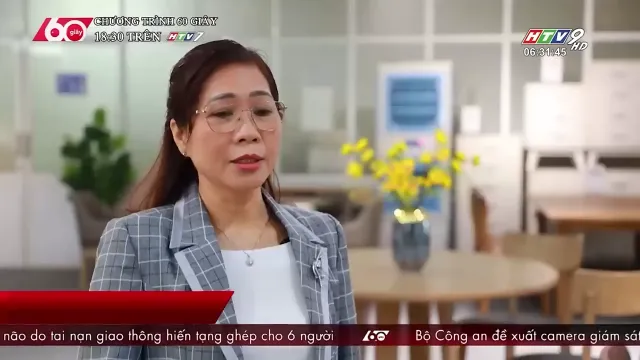 60 giây
CHƯƠNG TRÌNH 60 GIÂY
18:30 TRÊN HTV7
HTV9 HD
06:31:45
não do tai nạn giao thông hiến tạng ghép cho 6 người 60 Bộ Công an đề xuất camera giám sát